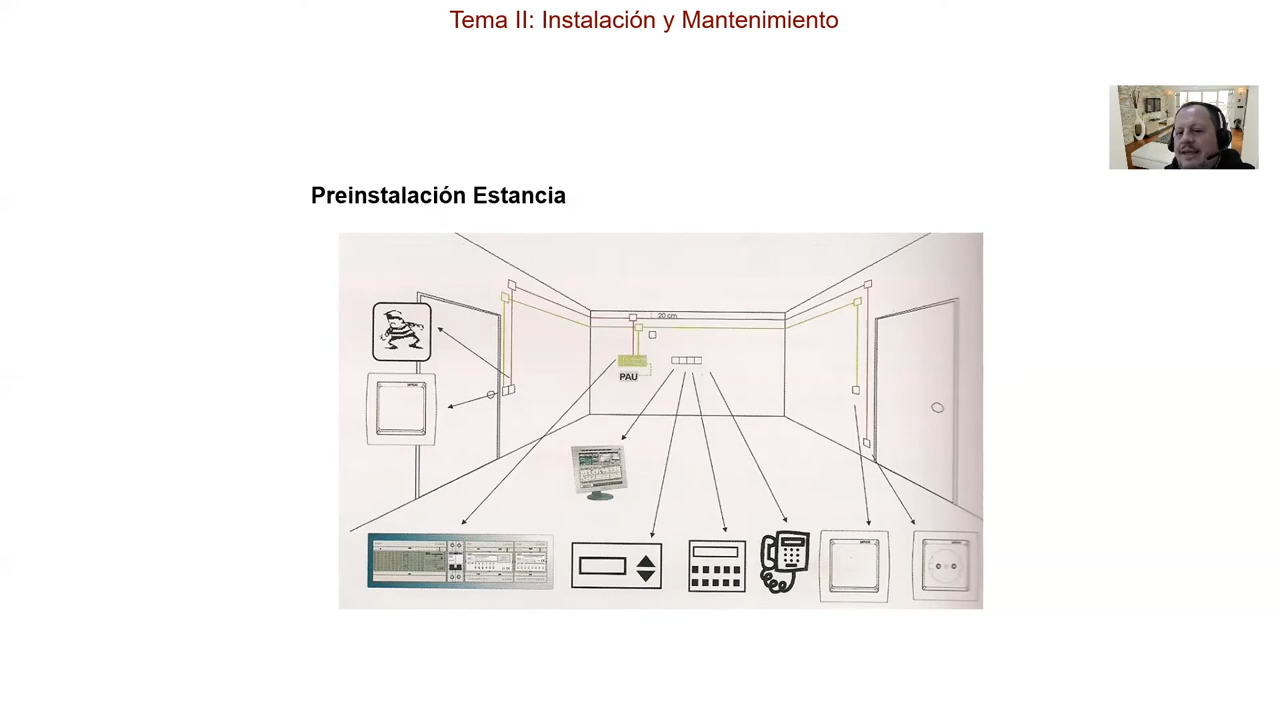 Tema II: Instalación y Mantenimiento
Preinstalación Estancia
20 cm
PAU